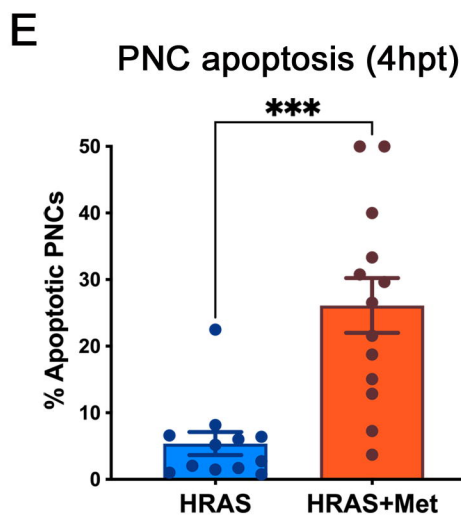 E
PNC apoptosis (4hpt)
***
% Apoptotic PNCs
50
40
30
20
10
0
HRAS
HRAS+Met